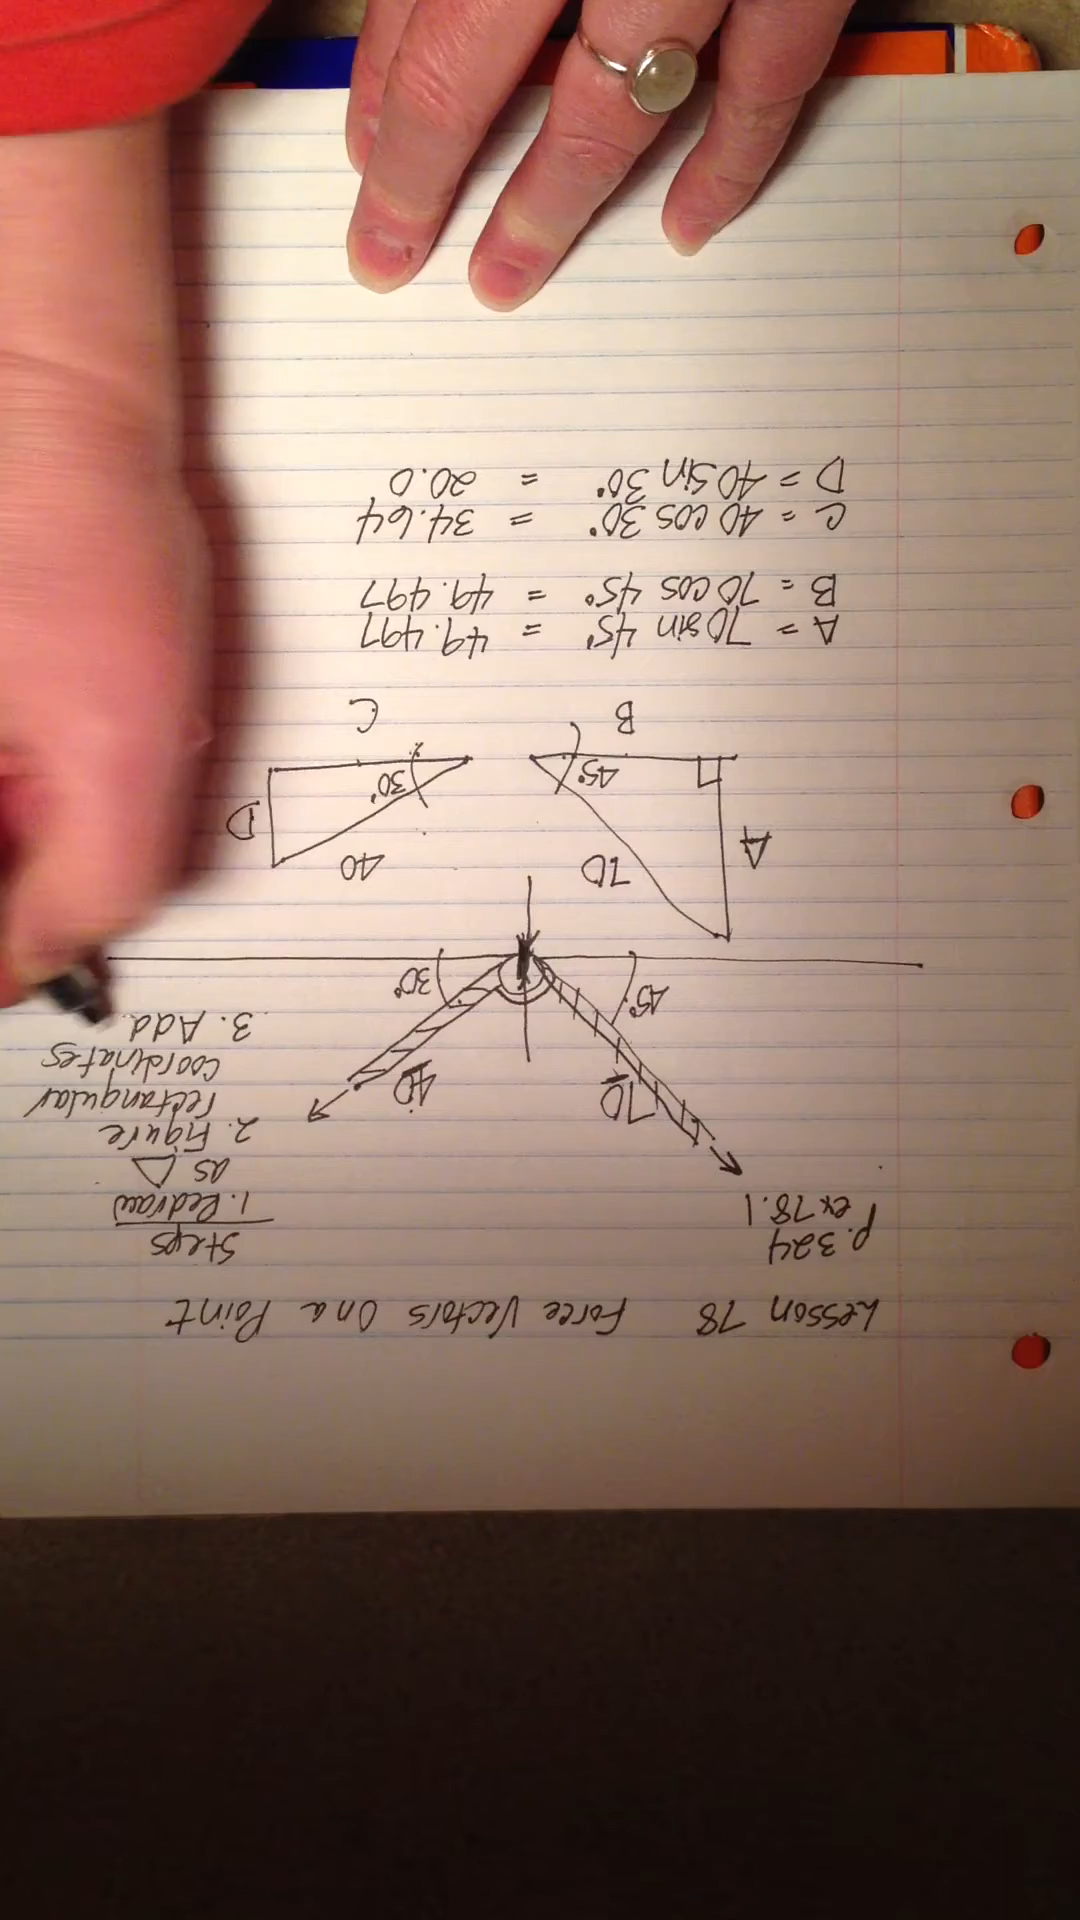 Lesson 78 Force Vectors On a Point
p. 324
ex 78.1
Steps
1. Redraw
as △
2. Figure
rectangular
coordinates
3. Add
70
40
45°
30°
A
70
45°
B
40
30°
D
C
A = 70 sin 45° = 49.497
B = 70 cos 45° = 49.497
C = 40 cos 30° = 34.64
D = 40 sin 30° = 20.0